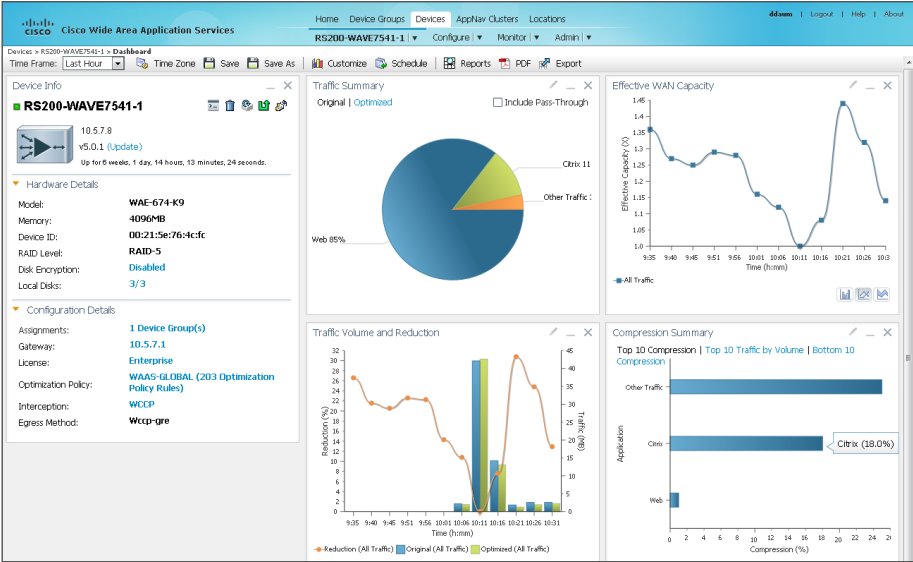 CISCO Cisco Wide Area Application Services
Home Device Groups Devices AppNav Clusters Locations
ddaum | Logout | Help | About
RS200-WAVE7541-1 | Configure | Monitor | Admin |
Devices > RS200-WAVE7541-1 > Dashboard
Time Frame: Last Hour Time Zone Save Save As Customize Schedule Reports PDF Export
Device Info
RS200-WAVE7541-1
10.5.7.8
v5.0.1 (Update)
Up for 6 weeks, 1 day, 14 hours, 13 minutes, 24 seconds.
Hardware Details
Model: WAE-674-K9
Memory: 4096MB
Device ID: 00:21:5e:76:4c:fc
RAID Level: RAID-5
Disk Encryption: Disabled
Local Disks: 3/3
Configuration Details
Assignments: 1 Device Group(s)
Gateway: 10.5.7.1
License: Enterprise
Optimization Policy: WAAS-GLOBAL (203 Optimization
Policy Rules)
Interception: WCCP
Egress Method: Wccp-gre
Traffic Summary
Original | Optimized Include Pass-Through
Citrix 11
Other Traffic :
Web 85%
Effective WAN Capacity
Effective Capacity (X)
1.45
1.4
1.35
1.3
1.25
1.2
1.15
1.1
1.05
1.0
9:35 9:40 9:45 9:51 9:56 10:01 10:06 10:11 10:16 10:21 10:26 10:3
Time (h:mm)
All Traffic
Traffic Volume and Reduction
Reduction (%)
32
30
28
26
24
22
20
18
16
14
12
10
8
6
4
2
0
45
40
35
30
25
20
15
10
5
0
Traffic (MB)
9:35 9:40 9:45 9:51 9:56 10:01 10:06 10:11 10:16 10:21 10:26 10:31
Time (h:mm)
Reduction (All Traffic) Original (All Traffic) Optimized (All Traffic)
Compression Summary
Top 10 Compression | Top 10 Traffic by Volume | Bottom 10
Compression
Application
Other Traffic
Citrix
Citrix (18.0%)
Web
0 2 4 6 8 10 12 14 16 18 20 22 24
Compression (%)